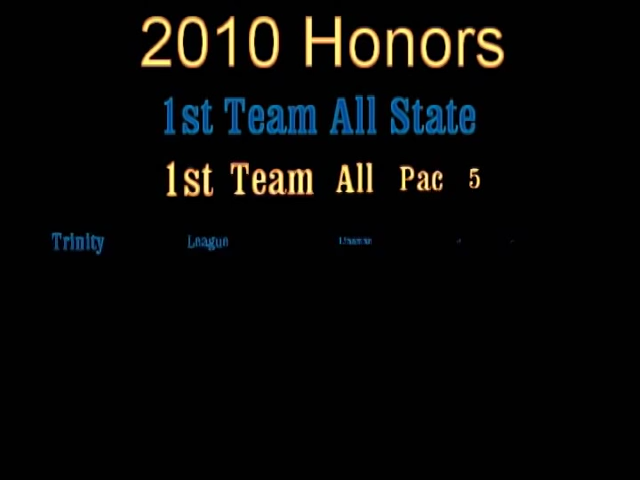 2010 Honors
1st Team All State
1st Team All Pac 5
Trinity League